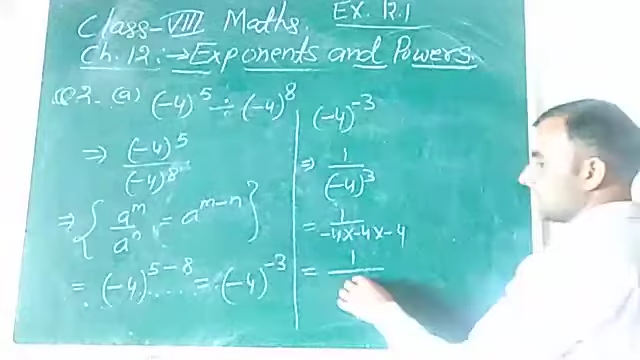 Class-VIII Maths. EX. 12.1
Ch. 12 :→ Exponents and Powers.
2. (a) (-4)^5 ÷ (-4)^8
⇒ (-4)^5 / (-4)^8
⇒ { a^m / a^n = a^{m-n} }
= (-4)^{5-8} = (-4)^{-3}
(-4)^{-3}
⇒ 1 / (-4)^3
= 1 / -4×-4×-4
= 1